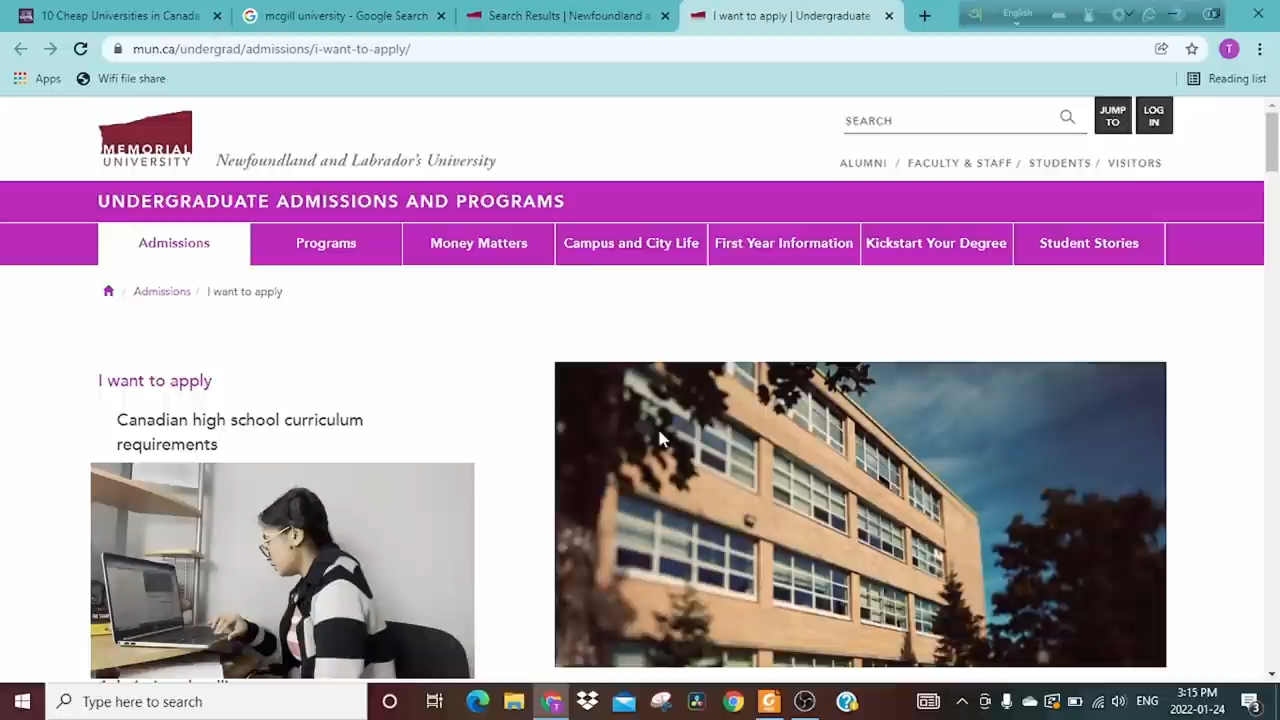 10 Cheap Universities in Canada
mcgill university - Google Search
Search Results | Newfoundland a
I want to apply | Undergraduate
English
mun.ca/undergrad/admissions/i-want-to-apply/
T
Apps
Wifi file share
Reading list
MEMORIAL
UNIVERSITY
Newfoundland and Labrador's University
SEARCH
JUMP
TO
LOG
IN
ALUMNI / FACULTY & STAFF / STUDENTS / VISITORS
UNDERGRADUATE ADMISSIONS AND PROGRAMS
Admissions
Programs
Money Matters
Campus and City Life
First Year Information
Kickstart Your Degree
Student Stories
/ Admissions / I want to apply
I want to apply
Canadian high school curriculum
requirements
Type here to search
ENG
3:15 PM
2022-01-24
3